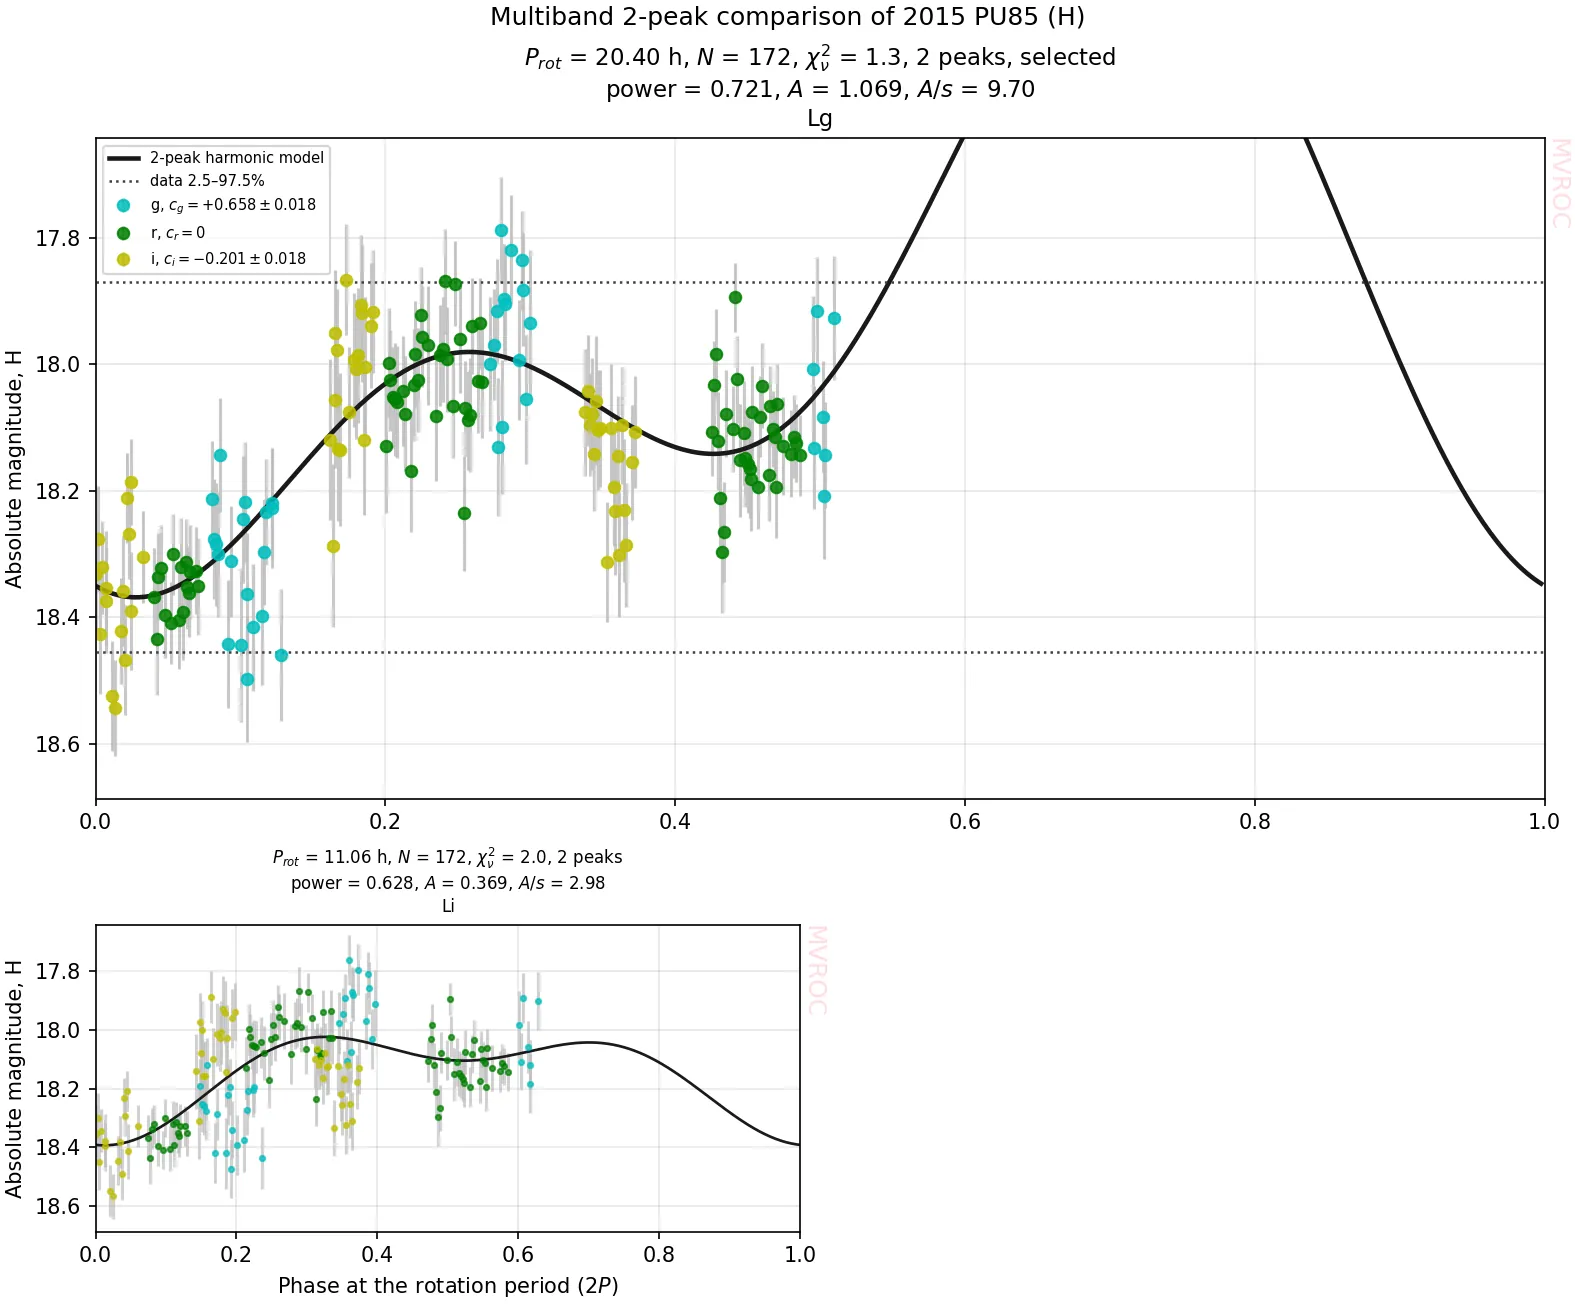 Multiband 2-peak comparison of 2015 PU85 (H)
P_rot = 20.40 h, N = 172, χ²_ν = 1.3, 2 peaks, selected
power = 0.721, A = 1.069, A/s = 9.70
Lg
2-peak harmonic model
data 2.5–97.5%
g, c_g = +0.658 ± 0.018
r, c_r = 0
i, c_i = −0.201 ± 0.018
MVROC
Absolute magnitude, H
17.8
18.0
18.2
18.4
18.6
0.0 0.2 0.4 0.6 0.8 1.0
P_rot = 11.06 h, N = 172, χ²_ν = 2.0, 2 peaks
power = 0.628, A = 0.369, A/s = 2.98
Li
MVROC
Absolute magnitude, H
17.8
18.0
18.2
18.4
18.6
0.0 0.2 0.4 0.6 0.8 1.0
Phase at the rotation period (2P)